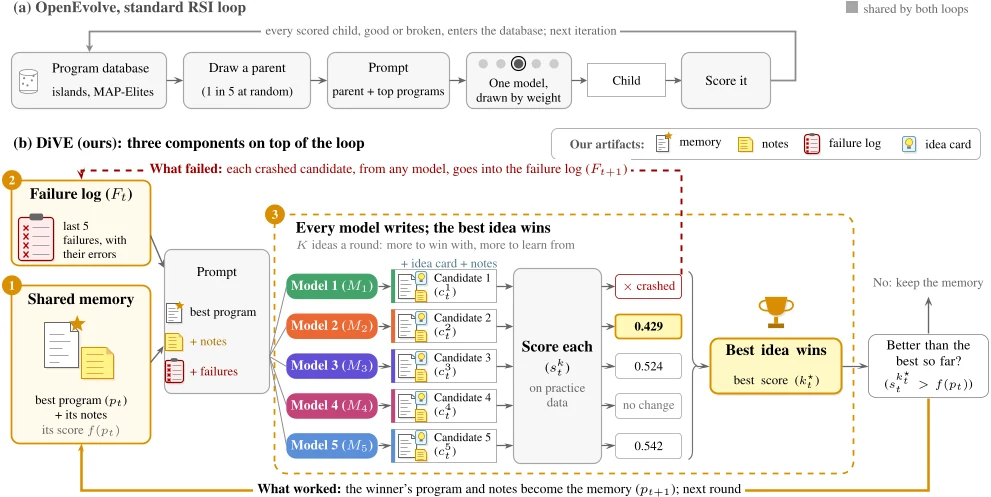 (a) OpenEvolve, standard RSI loop
shared by both loops
every scored child, good or broken, enters the database; next iteration
Program database
islands, MAP-Elites
Draw a parent
(1 in 5 at random)
Prompt
parent + top programs
One model,
drawn by weight
Child
Score it
(b) DiVE (ours): three components on top of the loop
Our artifacts:
memory
notes
failure log
idea card
What failed: each crashed candidate, from any model, goes into the failure log (F_{t+1})
2
Failure log (F_t)
last 5
failures, with
their errors
1
Shared memory
best program (p_t)
+ its notes
its score f(p_t)
Prompt
best program
+ notes
+ failures
3
Every model writes; the best idea wins
K ideas a round: more to win with, more to learn from
+ idea card + notes
Model 1 (M_1)
Candidate 1
(c_t^1)
Model 2 (M_2)
Candidate 2
(c_t^2)
Model 3 (M_3)
Candidate 3
(c_t^3)
Model 4 (M_4)
Candidate 4
(c_t^4)
Model 5 (M_5)
Candidate 5
(c_t^5)
Score each
(s_t^k)
on practice
data
× crashed
0.429
0.524
no change
0.542
Best idea wins
best score (k_t^⋆)
No: keep the memory
Better than the
best so far?
(s_t^{k_t^⋆} > f(p_t))
What worked: the winner's program and notes become the memory (p_{t+1}); next round